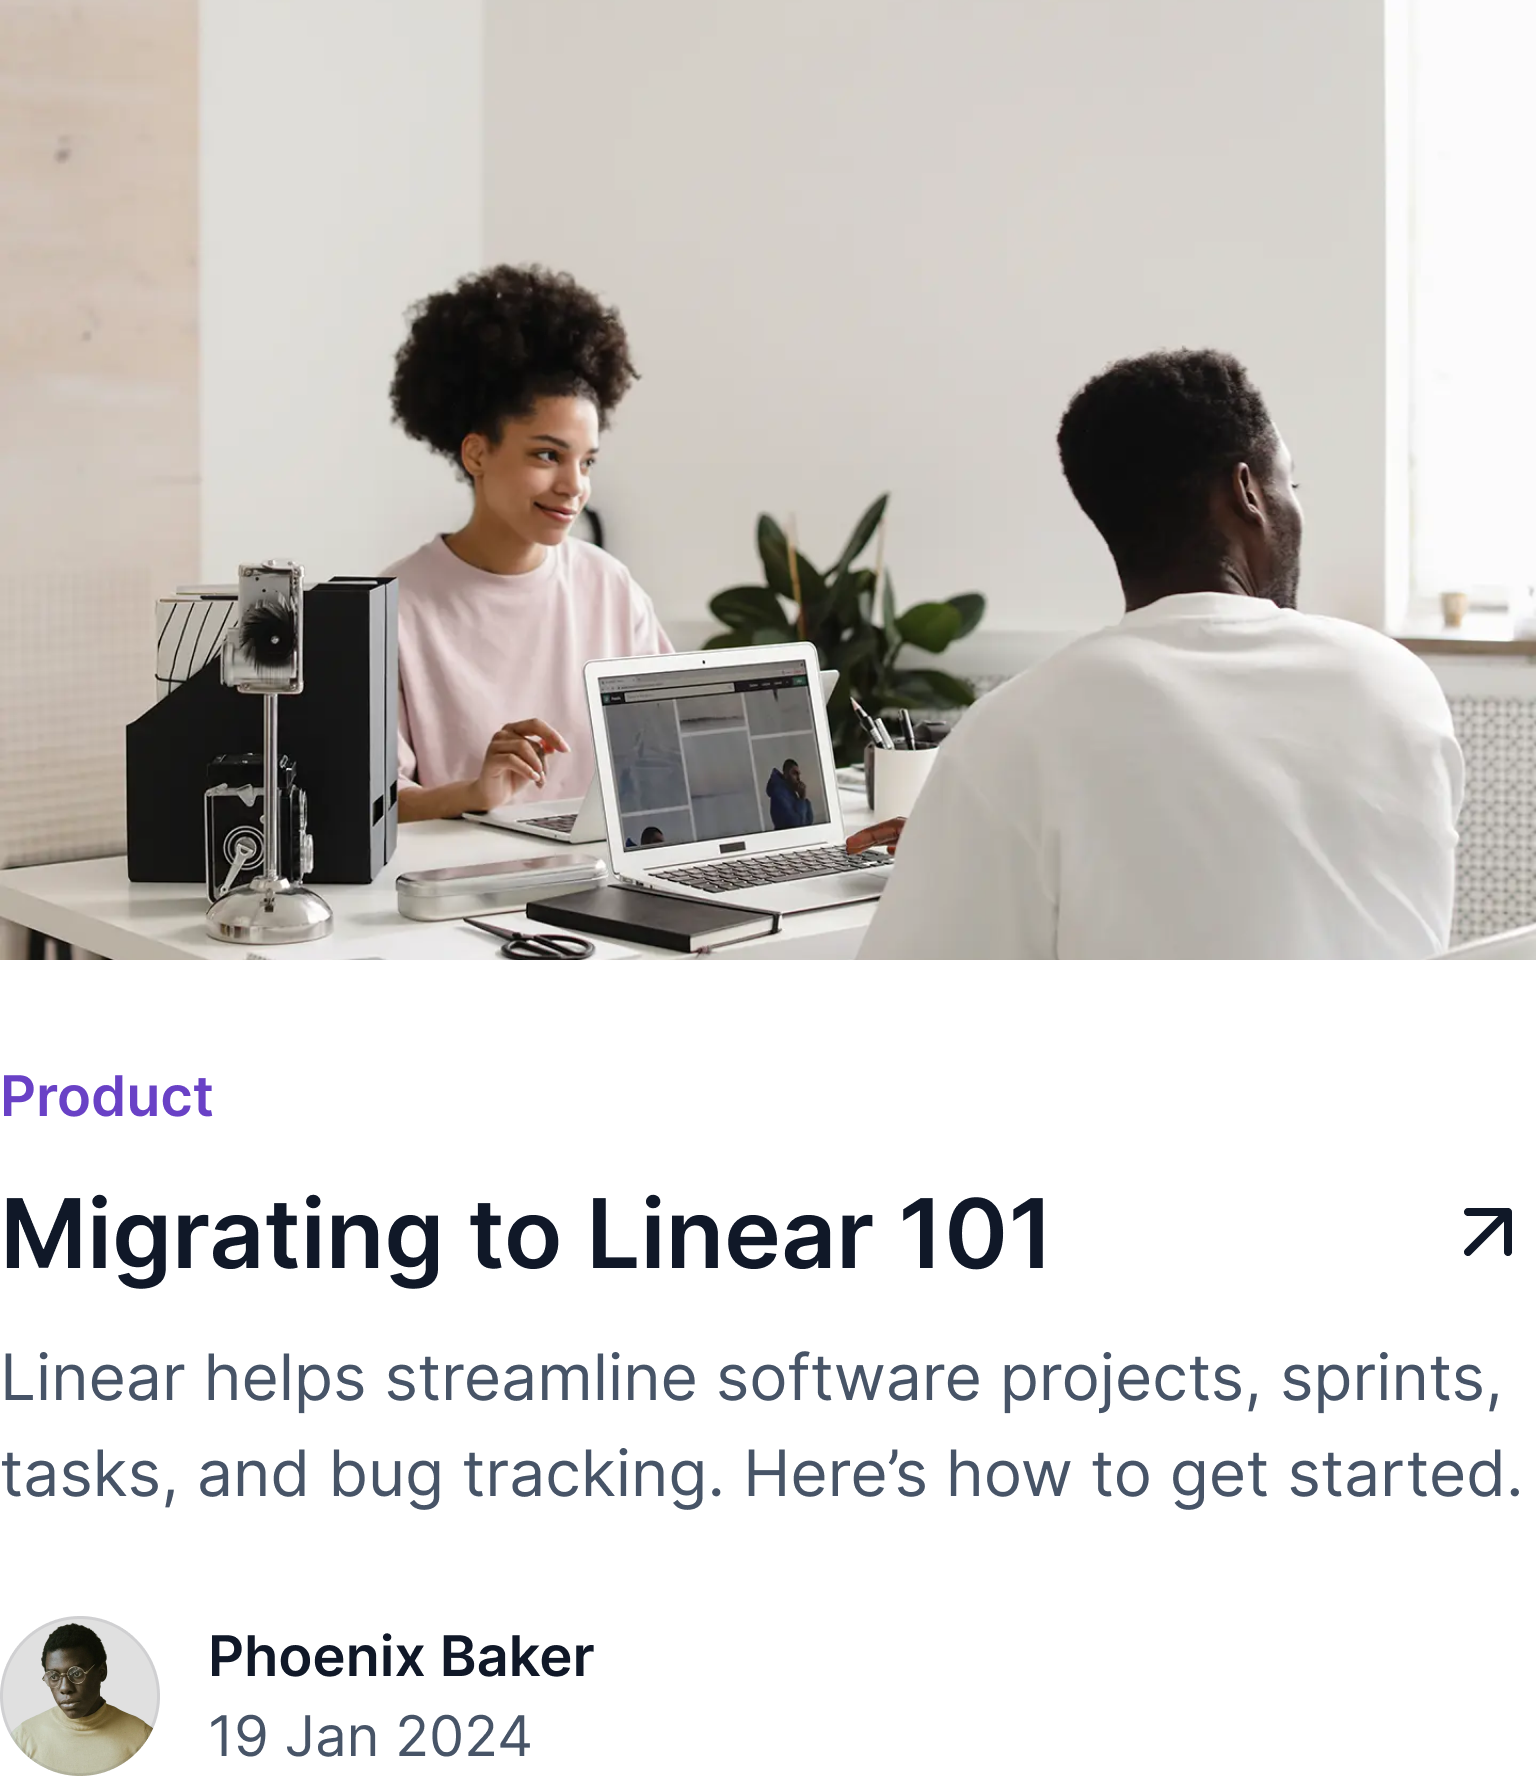 Product
Migrating to Linear 101
Linear helps streamline software projects, sprints,
tasks, and bug tracking. Here’s how to get started.
Phoenix Baker
19 Jan 2024